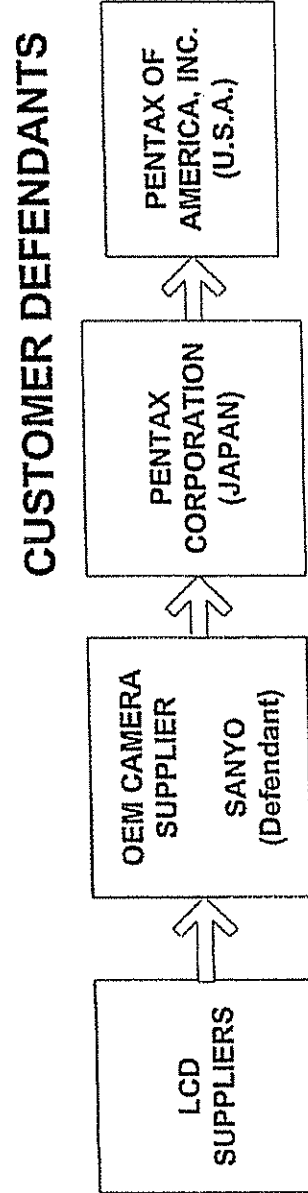 CUSTOMER DEFENDANTS
LCD
SUPPLIERS
OEM CAMERA
SUPPLIER
SANYO
(Defendant)
PENTAX
CORPORATION
(JAPAN)
PENTAX OF
AMERICA, INC.
(U.S.A.)